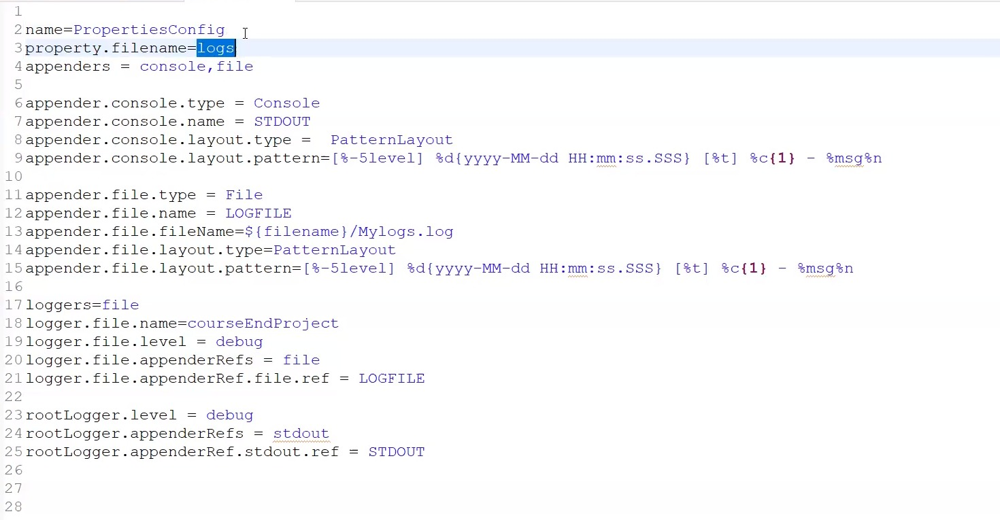 1
2 name=PropertiesConfig
3 property.filename=logs
4 appenders = console,file
5
6 appender.console.type = Console
7 appender.console.name = STDOUT
8 appender.console.layout.type =  PatternLayout
9 appender.console.layout.pattern=[%-5level] %d{yyyy-MM-dd HH:mm:ss.SSS} [%t] %c{1} - %msg%n
10
11 appender.file.type = File
12 appender.file.name = LOGFILE
13 appender.file.fileName=${filename}/Mylogs.log
14 appender.file.layout.type=PatternLayout
15 appender.file.layout.pattern=[%-5level] %d{yyyy-MM-dd HH:mm:ss.SSS} [%t] %c{1} - %msg%n
16
17 loggers=file
18 logger.file.name=courseEndProject
19 logger.file.level = debug
20 logger.file.appenderRefs = file
21 logger.file.appenderRef.file.ref = LOGFILE
22
23 rootLogger.level = debug
24 rootLogger.appenderRefs = stdout
25 rootLogger.appenderRef.stdout.ref = STDOUT
26
27
28